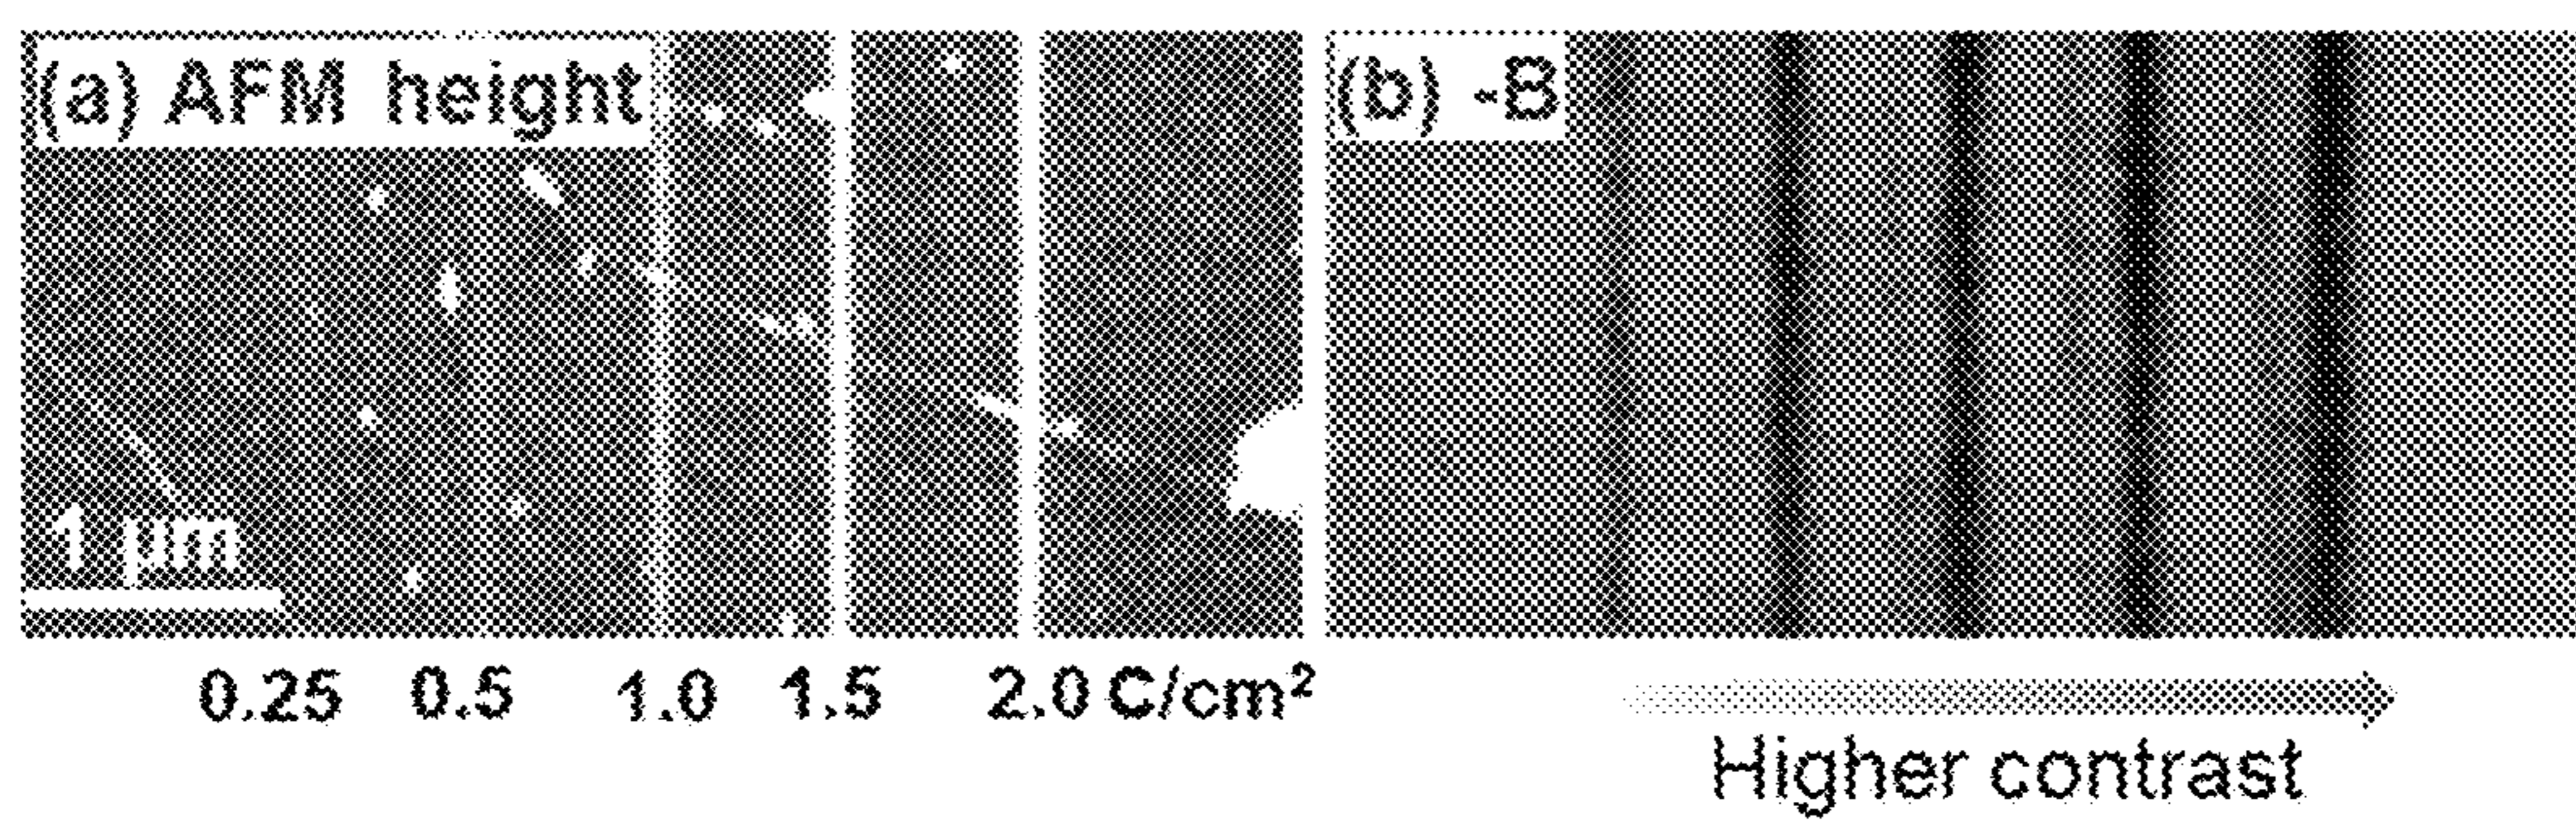 (a) AFM height
(b) -B
1 μm
0.25 0.5 1.0 1.5 2.0 C/cm²
Higher contrast